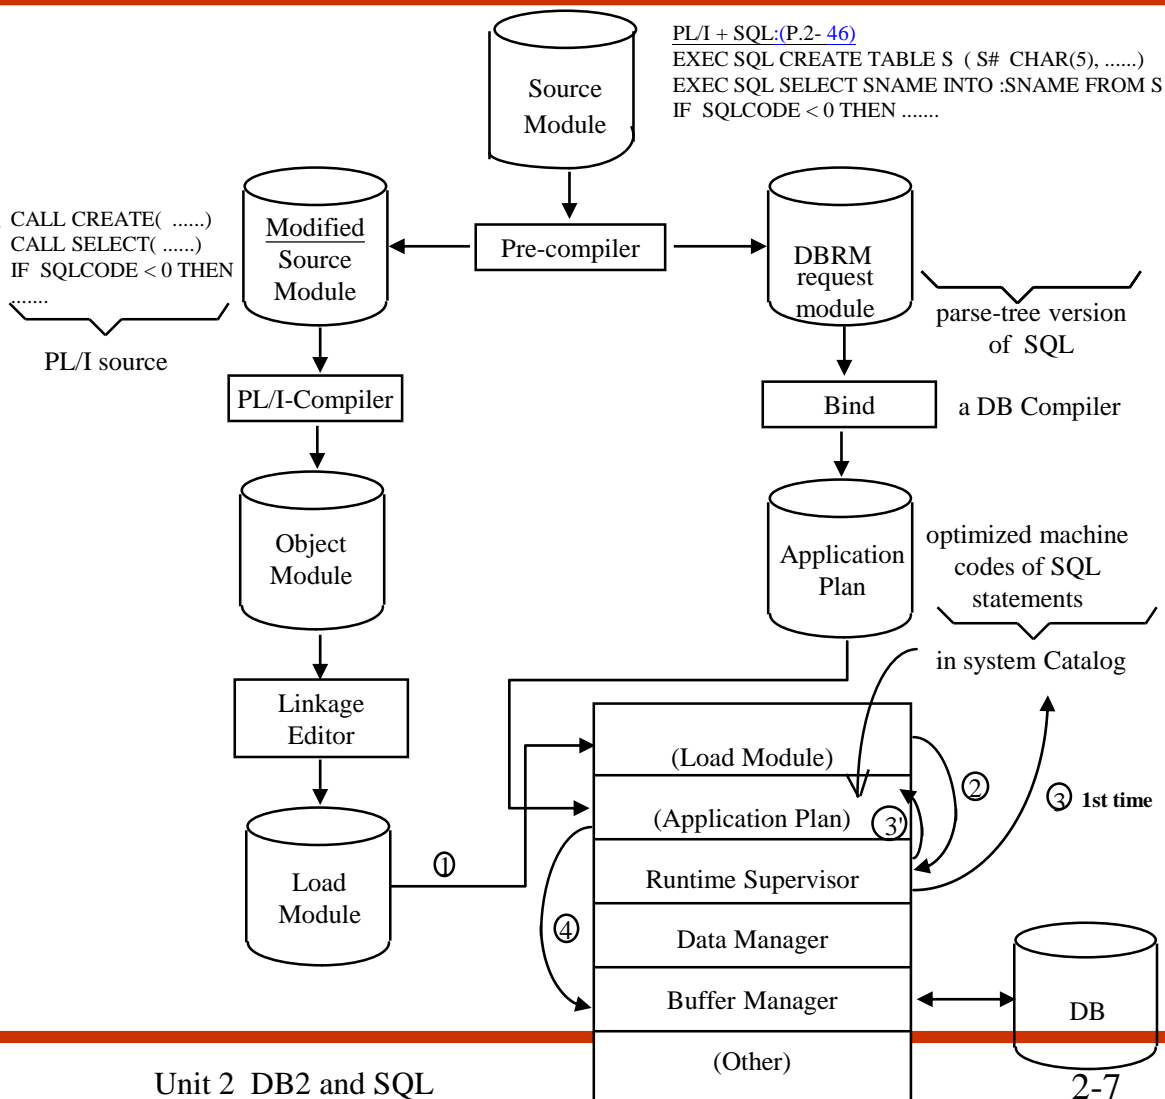 PL/I + SQL:(P.2- 46)
EXEC SQL CREATE TABLE S ( S# CHAR(5), ......)
EXEC SQL SELECT SNAME INTO :SNAME FROM S
IF SQLCODE < 0 THEN .......
Source
Module
CALL CREATE( ......)
CALL SELECT( ......)
IF SQLCODE < 0 THEN
.......
PL/I source
Modified
Source
Module
Pre-compiler
DBRM
request
module
parse-tree version
of SQL
PL/I-Compiler
Bind
a DB Compiler
Object
Module
Application
Plan
optimized machine
codes of SQL
statements
in system Catalog
Linkage
Editor
Load
Module
1
(Load Module)
2
3 1st time
(Application Plan)
3'
Runtime Supervisor
4
Data Manager
Buffer Manager
DB
(Other)
Unit 2 DB2 and SQL
2-7